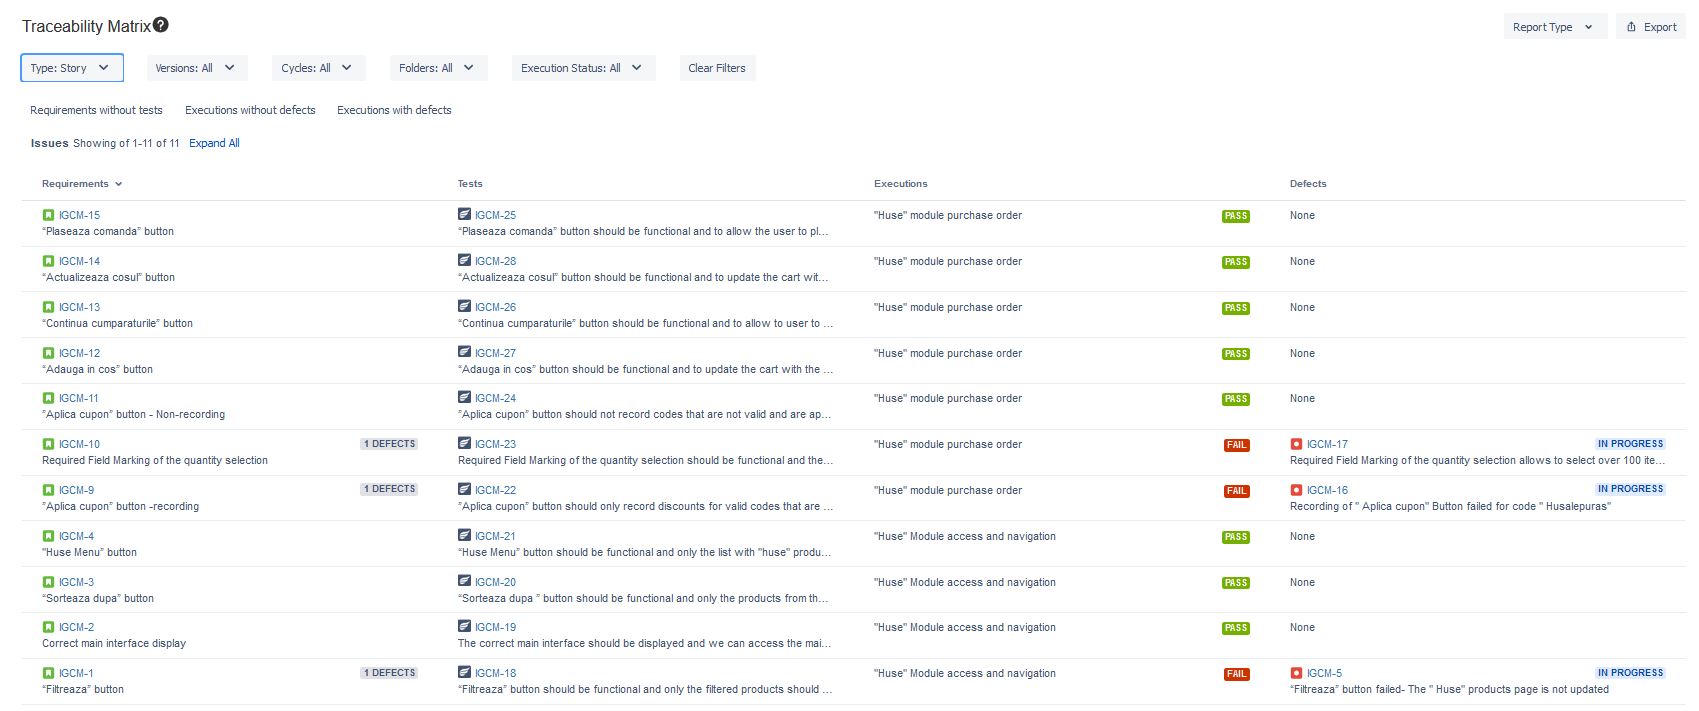 Traceability Matrix ?
Report Type
Export
Type: Story
Versions: All
Cycles: All
Folders: All
Execution Status: All
Clear Filters
Requirements without tests
Executions without defects
Executions with defects
Issues Showing of 1-11 of 11 Expand All
Requirements Tests Executions Defects
IGCM-15 IGCM-25 "Huse" module purchase order PASS None
“Plaseaza comanda” button “Plaseaza comanda” button should be functional and to allow the user to pl...
IGCM-14 IGCM-28 "Huse" module purchase order PASS None
“Actualizeaza cosul” button “Actualizeaza cosul” button should be functional and to update the cart wit...
IGCM-13 IGCM-26 "Huse" module purchase order PASS None
“Continua cumparaturile” button “Continua cumparaturile” button should be functional and to allow to user to ...
IGCM-12 IGCM-27 "Huse" module purchase order PASS None
“Adauga in cos” button “Adauga in cos” button should be functional and to update the cart with the ...
IGCM-11 IGCM-24 "Huse" module purchase order PASS None
”Aplica cupon” button - Non-recording ”Aplica cupon” button should not record codes that are not valid and are ap...
IGCM-10 1 DEFECTS IGCM-23 "Huse" module purchase order FAIL IGCM-17 IN PROGRESS
Required Field Marking of the quantity selection Required Field Marking of the quantity selection should be functional and the... Required Field Marking of the quantity selection allows to select over 100 ite...
IGCM-9 1 DEFECTS IGCM-22 "Huse" module purchase order FAIL IGCM-16 IN PROGRESS
”Aplica cupon” button -recording ”Aplica cupon” button should only record discounts for valid codes that are ... Recording of " Aplica cupon" Button failed for code " Husalepuras"
IGCM-4 IGCM-21 "Huse" Module access and navigation PASS None
"Huse Menu” button “Huse Menu” button should be functional and only the list with "huse" produ...
IGCM-3 IGCM-20 "Huse" Module access and navigation PASS None
“Sorteaza dupa” button “Sorteaza dupa ” button should be functional and only the products from th...
IGCM-2 IGCM-19 "Huse" Module access and navigation PASS None
Correct main interface display The correct main interface should be displayed and we can access the mai...
IGCM-1 1 DEFECTS IGCM-18 "Huse" Module access and navigation FAIL IGCM-5 IN PROGRESS
“Filtreaza” button “Filtreaza” button should be functional and only the filtered products should ... “Filtreaza” button failed- The " Huse" products page is not updated